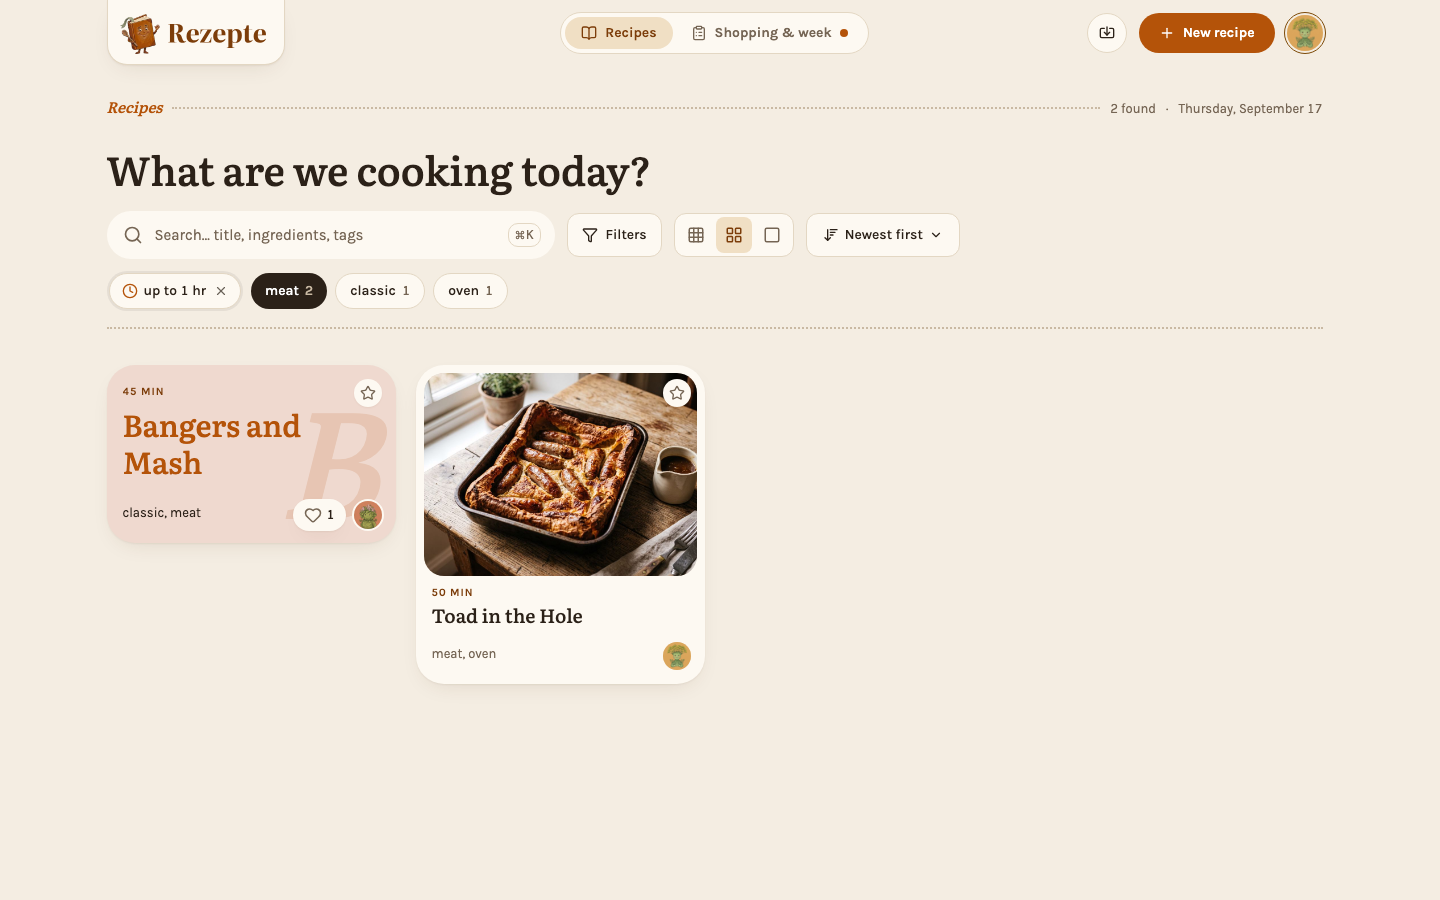 Rezepte
Recipes
Shopping & week
New recipe
Recipes
2 found · Thursday, September 17
What are we cooking today?
Search... title, ingredients, tags
⌘K
Filters
Newest first
up to 1 hr
meat 2
classic 1
oven 1
45 MIN
Bangers and
Mash
B
classic, meat
1
50 MIN
Toad in the Hole
meat, oven